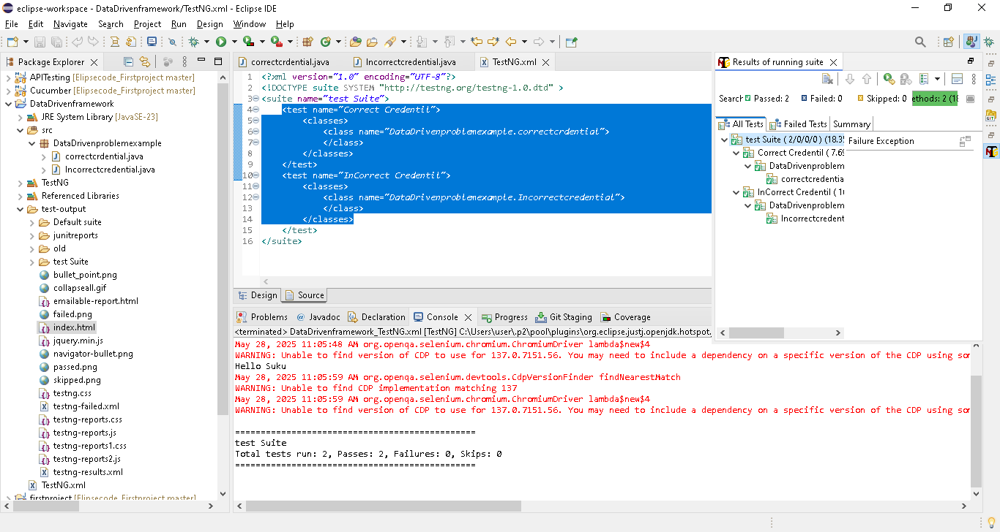 eclipse-workspace - DataDrivenframework/TestNG.xml - Eclipse IDE
File Edit Navigate Search Project Run Design Window Help
Package Explorer
APITesting [Elipsecode_Firstproject master]
Cucumber [Elipsecode_Firstproject master]
DataDrivenframework
JRE System Library [JavaSE-23]
src
DataDrivenproblemexample
correctcrdential.java
Incorrectcredential.java
TestNG
Referenced Libraries
test-output
Default suite
junitreports
old
test Suite
bullet_point.png
collapseall.gif
emailable-report.html
failed.png
index.html
jquery.min.js
navigator-bullet.png
passed.png
skipped.png
testng.css
testng-failed.xml
testng-reports.css
testng-reports.js
testng-reports1.css
testng-reports2.js
testng-results.xml
TestNG.xml
firstproject [Elipsecode_Firstproject master]
correctcrdential.java Incorrectcredential.java TestNG.xml
1 <?xml version="1.0" encoding="UTF-8"?>
2 <!DOCTYPE suite SYSTEM "http://testng.org/testng-1.0.dtd" >
3 <suite name="test Suite">
4 <test name="Correct Credentil">
5 <classes>
6 <class name="DataDrivenproblemexample.correctcrdential">
7 </class>
8 </classes>
9 </test>
10 <test name="InCorrect Credentil">
11 <classes>
12 <class name="DataDrivenproblemexample.Incorrectcredential">
13 </class>
14 </classes>
15 </test>
16 </suite>
Design Source
Problems @ Javadoc Declaration Console Progress Git Staging Coverage
<terminated> DataDrivenframework_TestNG.xml [TestNG] C:\Users\user\.p2\pool\plugins\org.eclipse.justj.openjdk.hotspot.
May 28, 2025 11:05:48 AM org.openqa.selenium.chromium.ChromiumDriver lambda$new$4
WARNING: Unable to find version of CDP to use for 137.0.7151.56. You may need to include a dependency on a specific version of the CDP using so
Hello Suku
May 28, 2025 11:05:59 AM org.openqa.selenium.devtools.CdpVersionFinder findNearestMatch
WARNING: Unable to find CDP implementation matching 137
May 28, 2025 11:05:59 AM org.openqa.selenium.chromium.ChromiumDriver lambda$new$4
WARNING: Unable to find version of CDP to use for 137.0.7151.56. You may need to include a dependency on a specific version of the CDP using so
===============================================
test Suite
Total tests run: 2, Passes: 2, Failures: 0, Skips: 0
===============================================
Results of running suite
Search Passed: 2 Failed: 0 Skipped: 0 ethods: 2 (18
All Tests Failed Tests Summary
test Suite ( 2/0/0/0 ) (18.35
Correct Credentil ( 7.69
DataDrivenproblem
correctcredentia
InCorrect Credentil ( 10
DataDrivenproblem
Incorrectcredent
Failure Exception